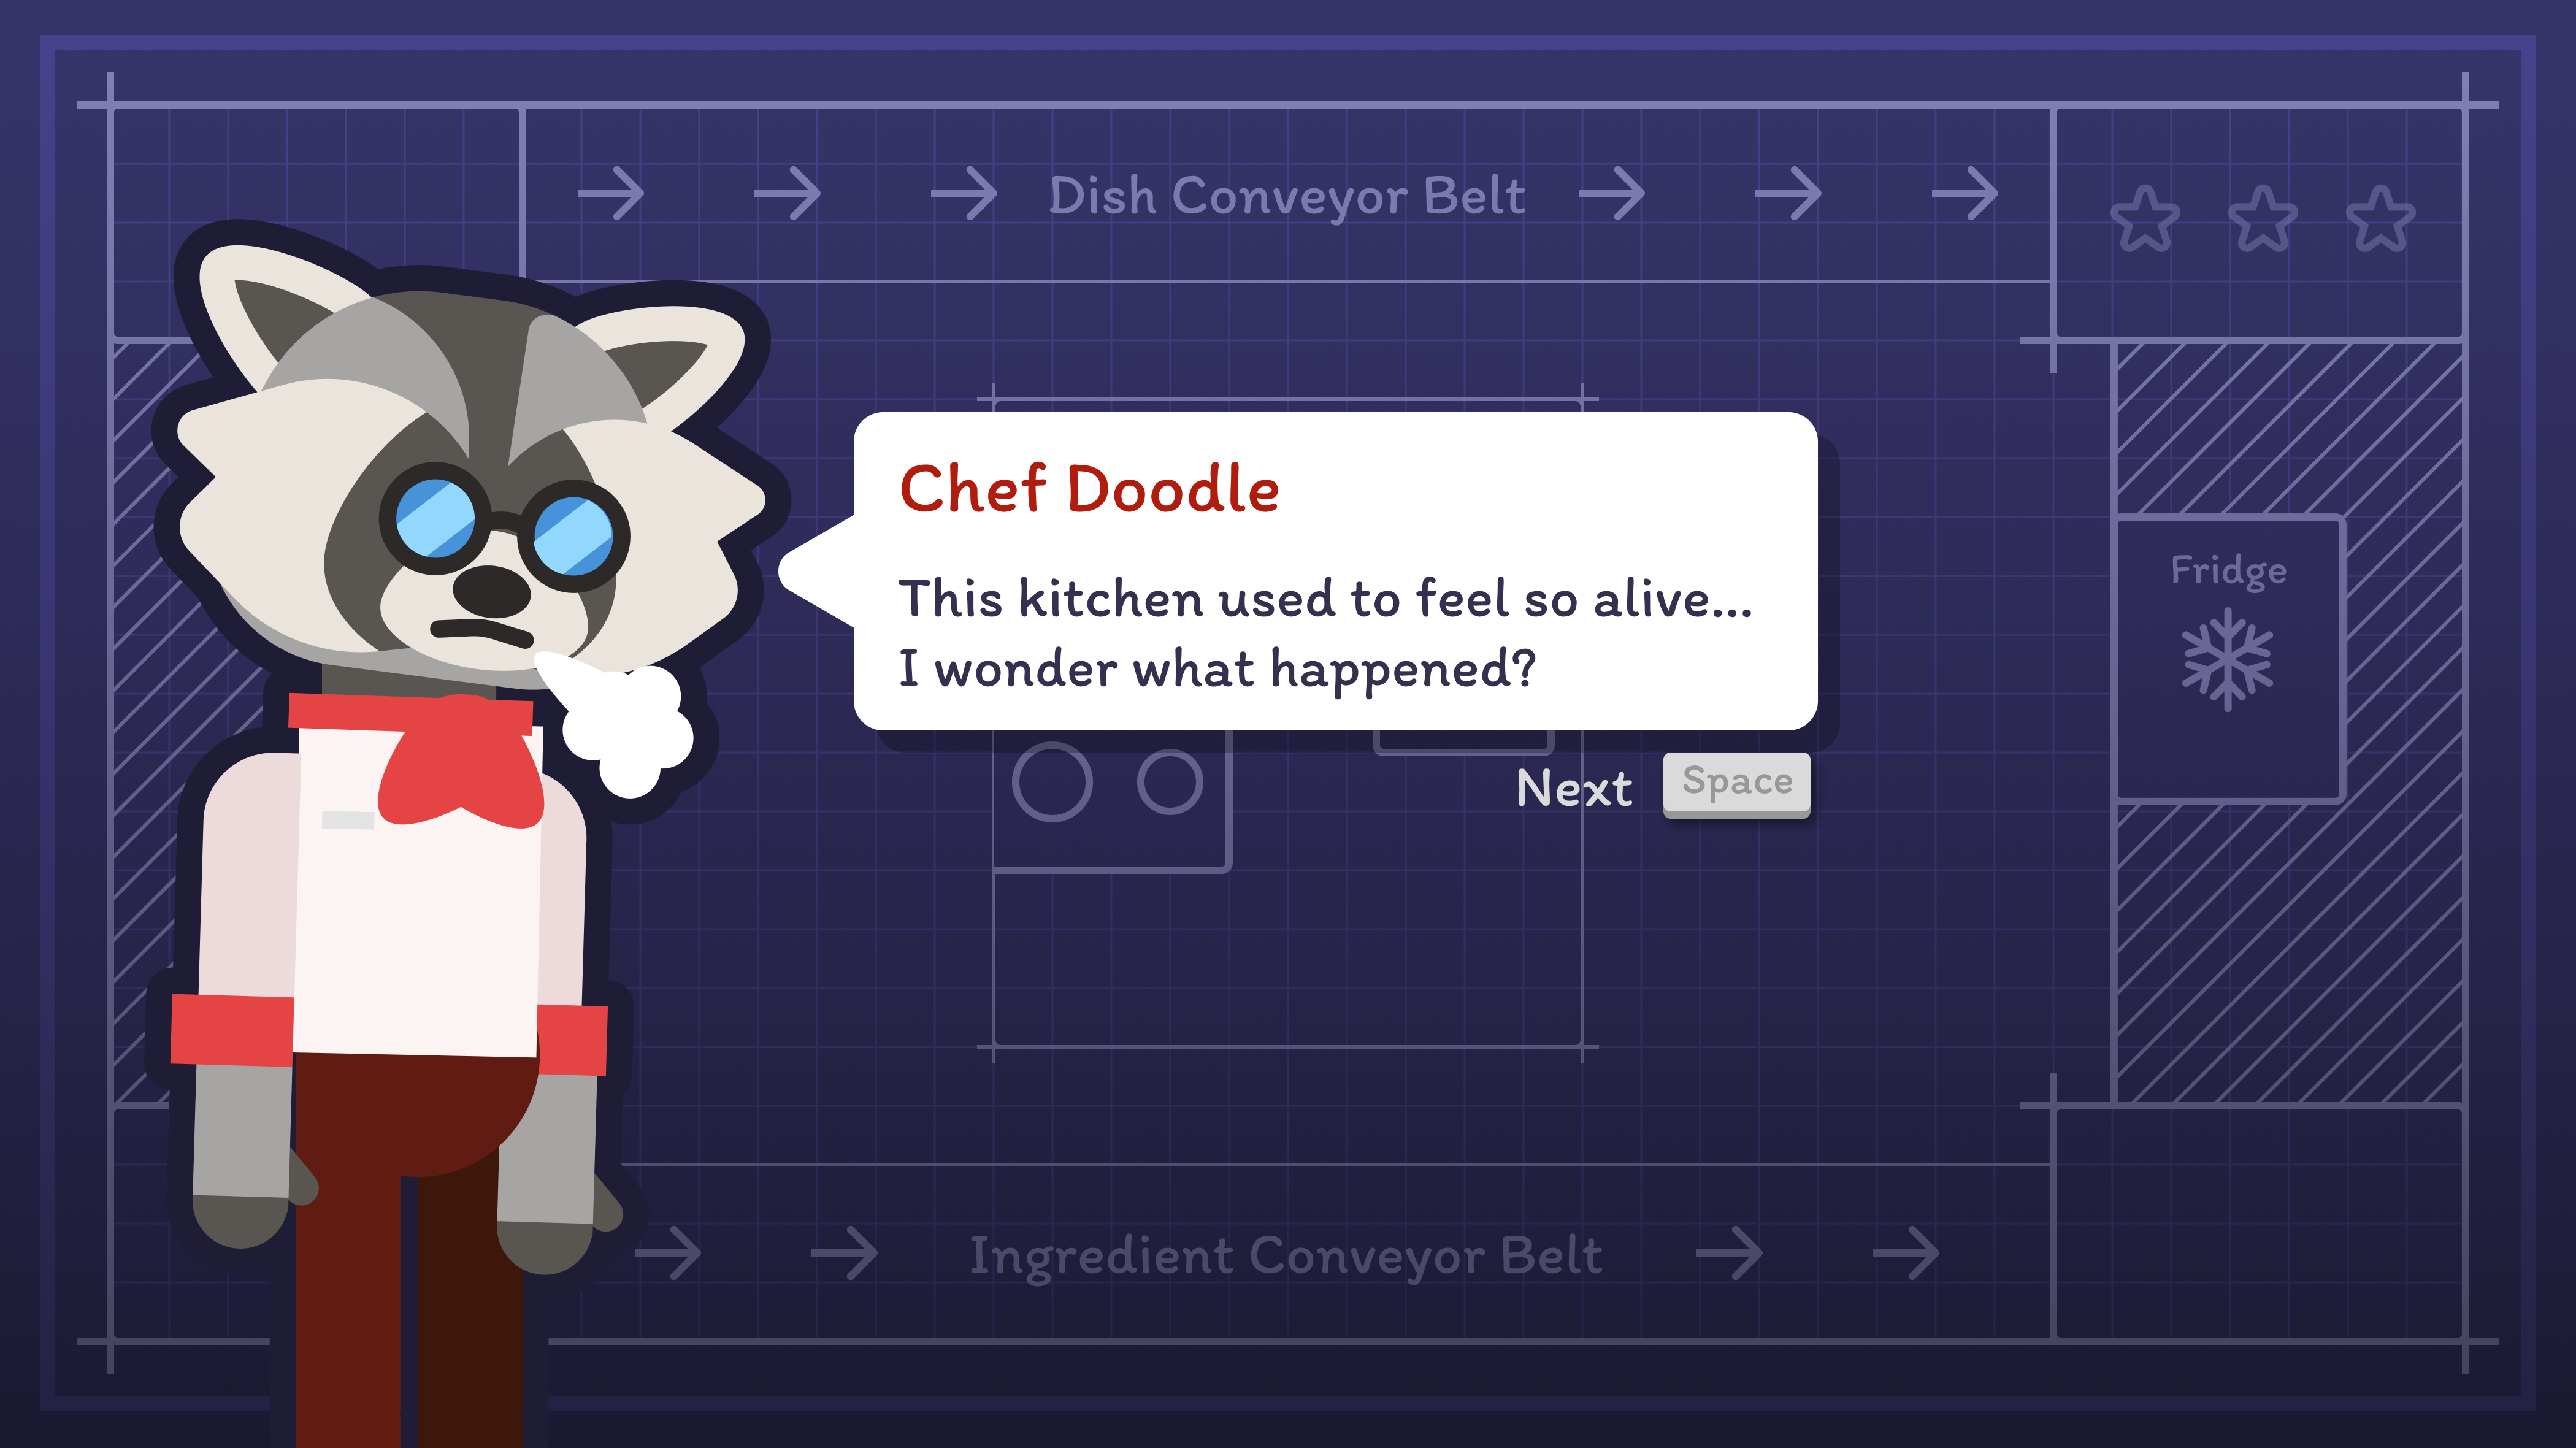 Dish Conveyor Belt
Chef Doodle
This kitchen used to feel so alive...
I wonder what happened?
Next Space
Fridge
Ingredient Conveyor Belt